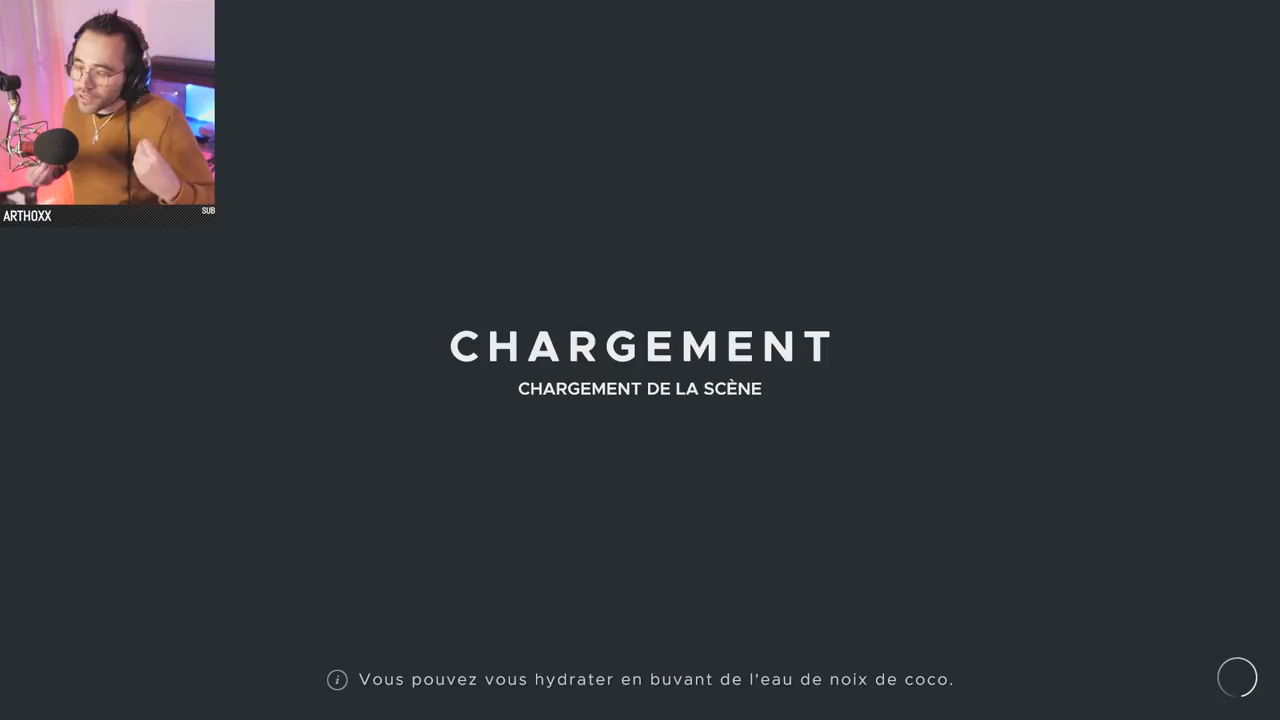 ARTHOXX
SUB
CHARGEMENT
CHARGEMENT DE LA SCÈNE
Vous pouvez vous hydrater en buvant de l'eau de noix de coco.